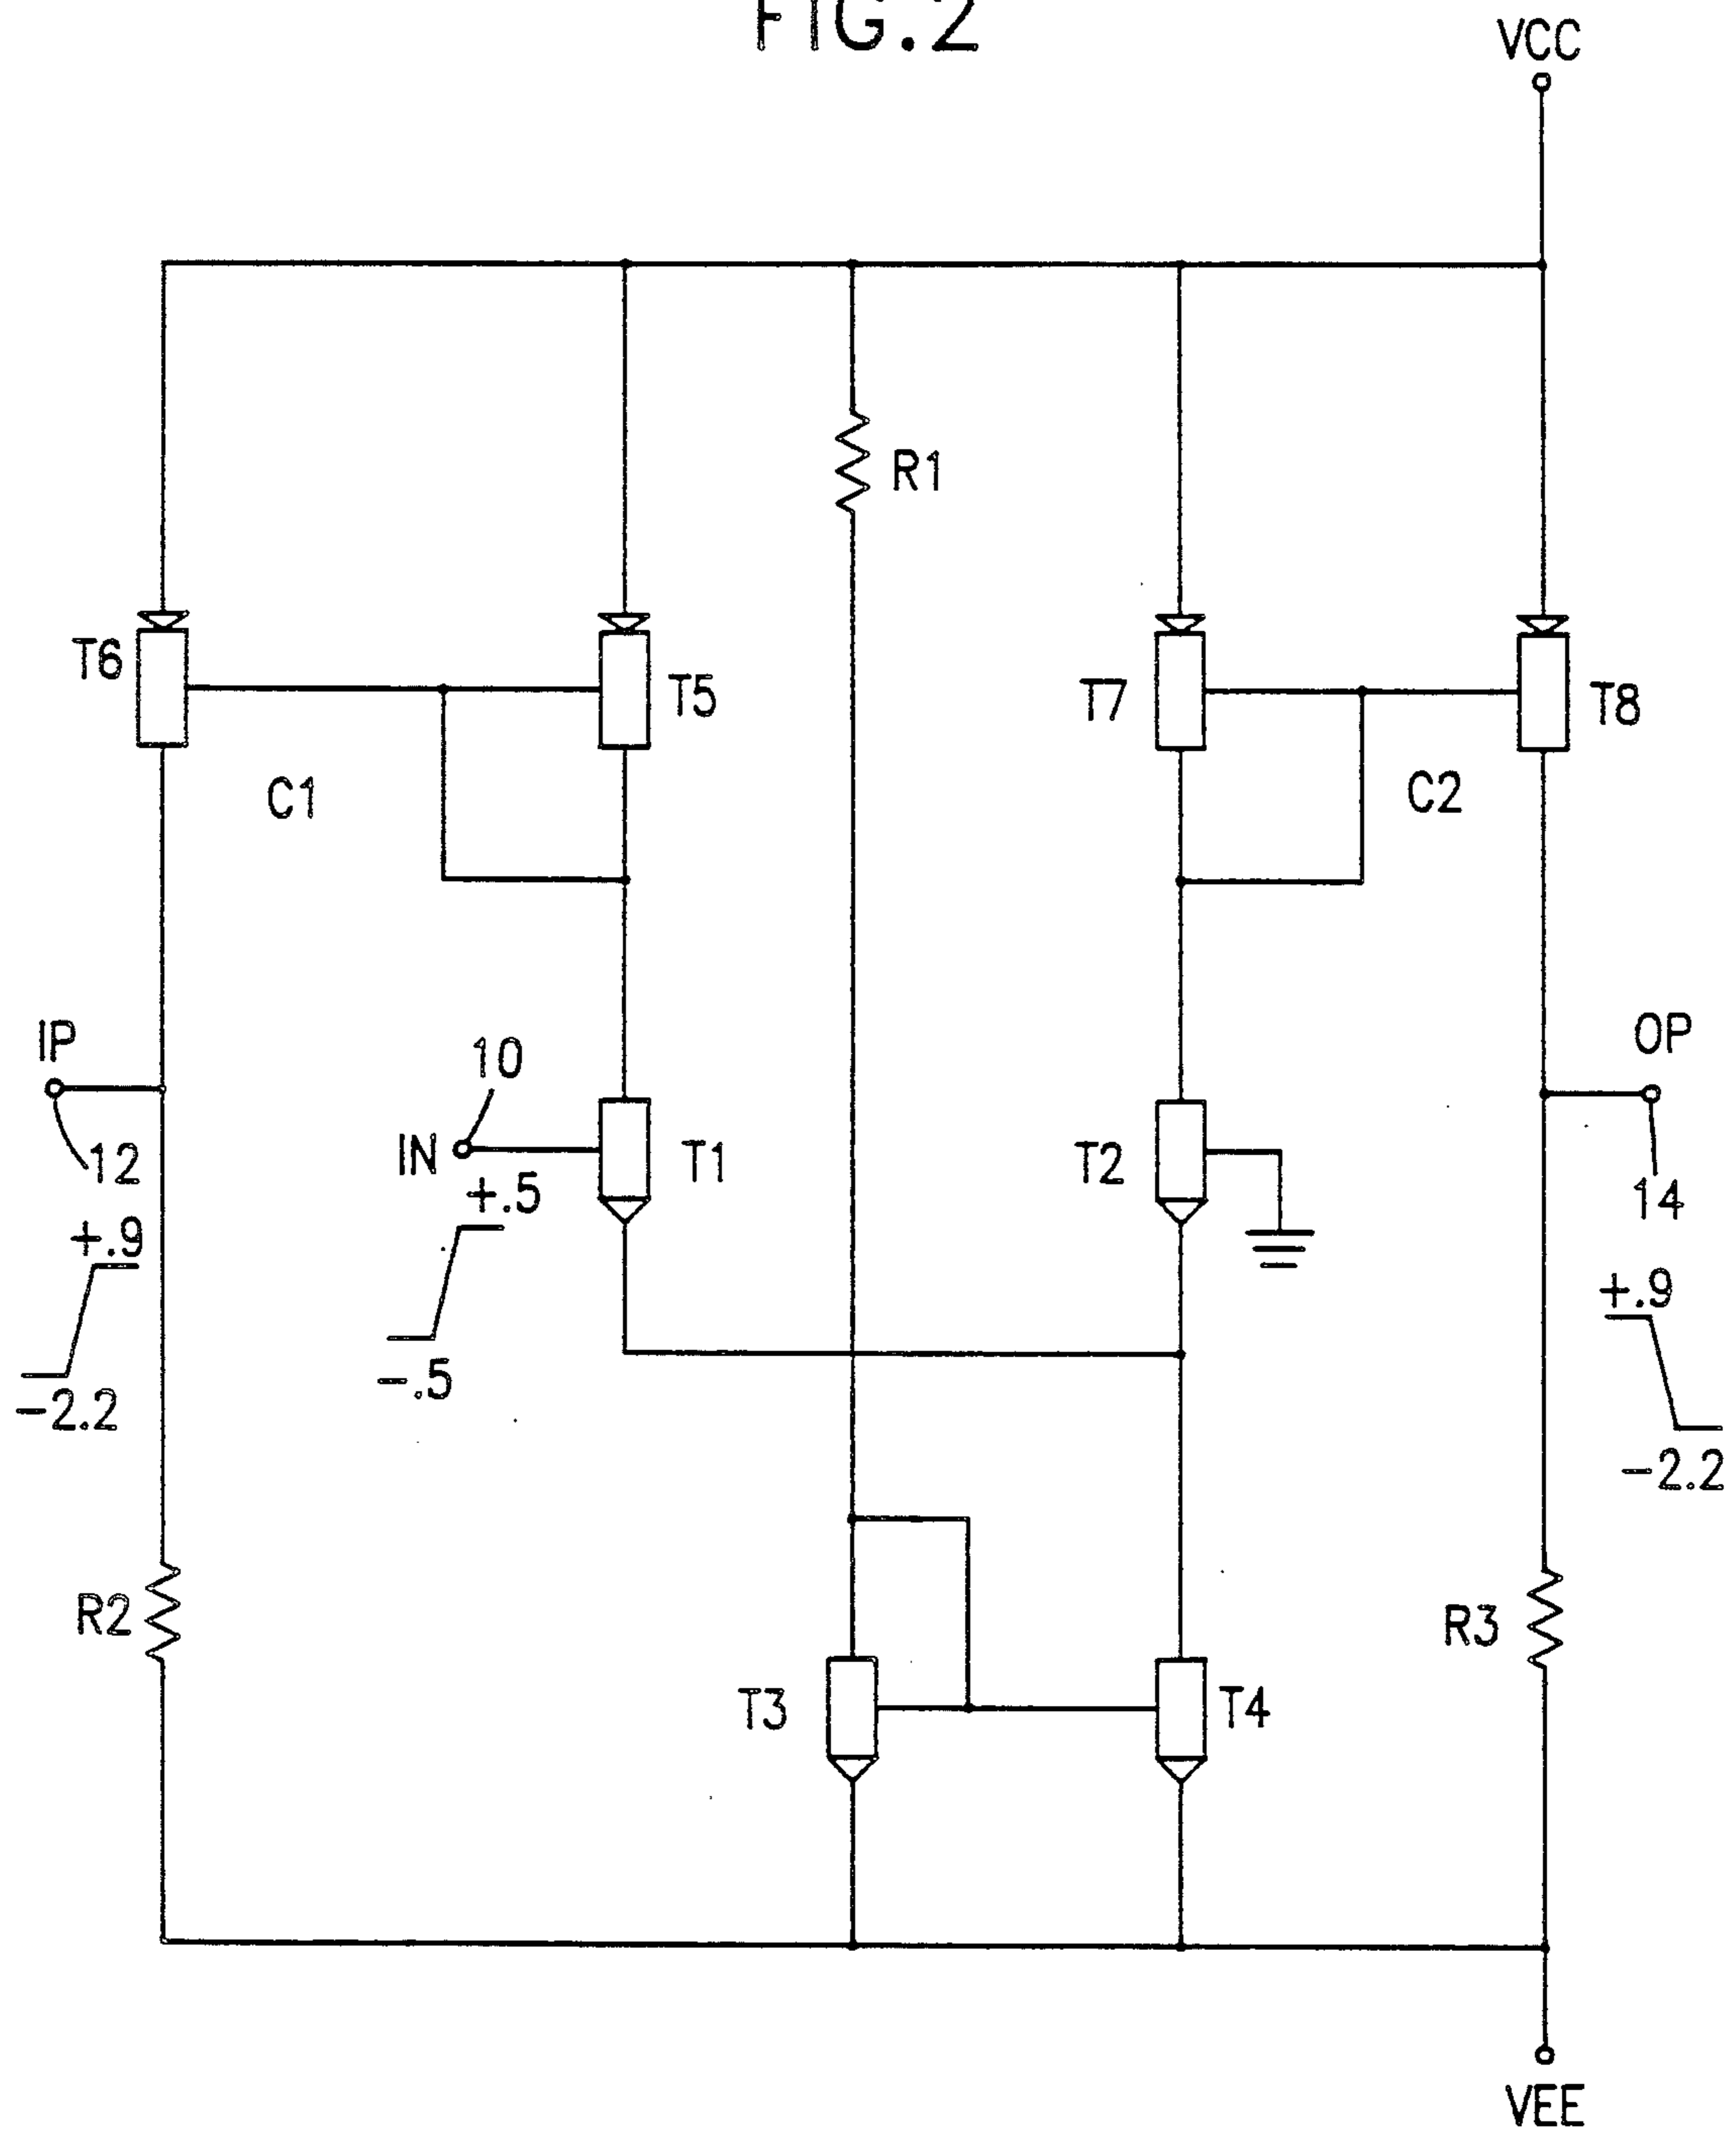 FIG.2
VCC
R1
T6
T5
T7
T8
C1
C2
IP
10
OP
12
IN
T1
T2
14
+.5
+.9
+.9
-.5
-2.2
-2.2
R2
R3
T3
T4
VEE